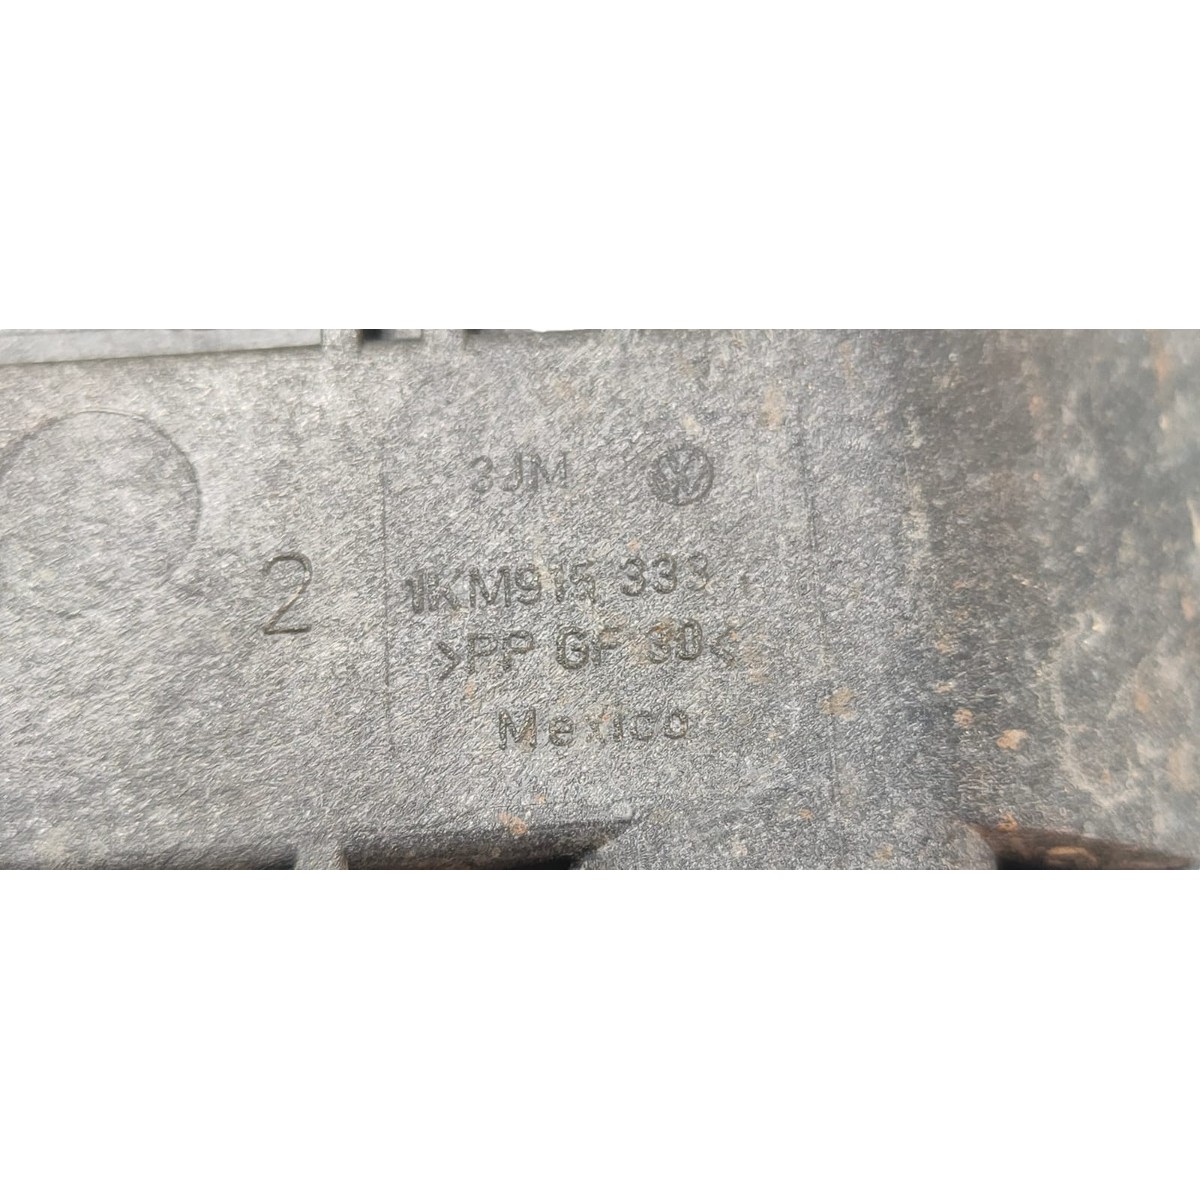 3JM
2
1KM915 333
>PP GF 30<
Mexico